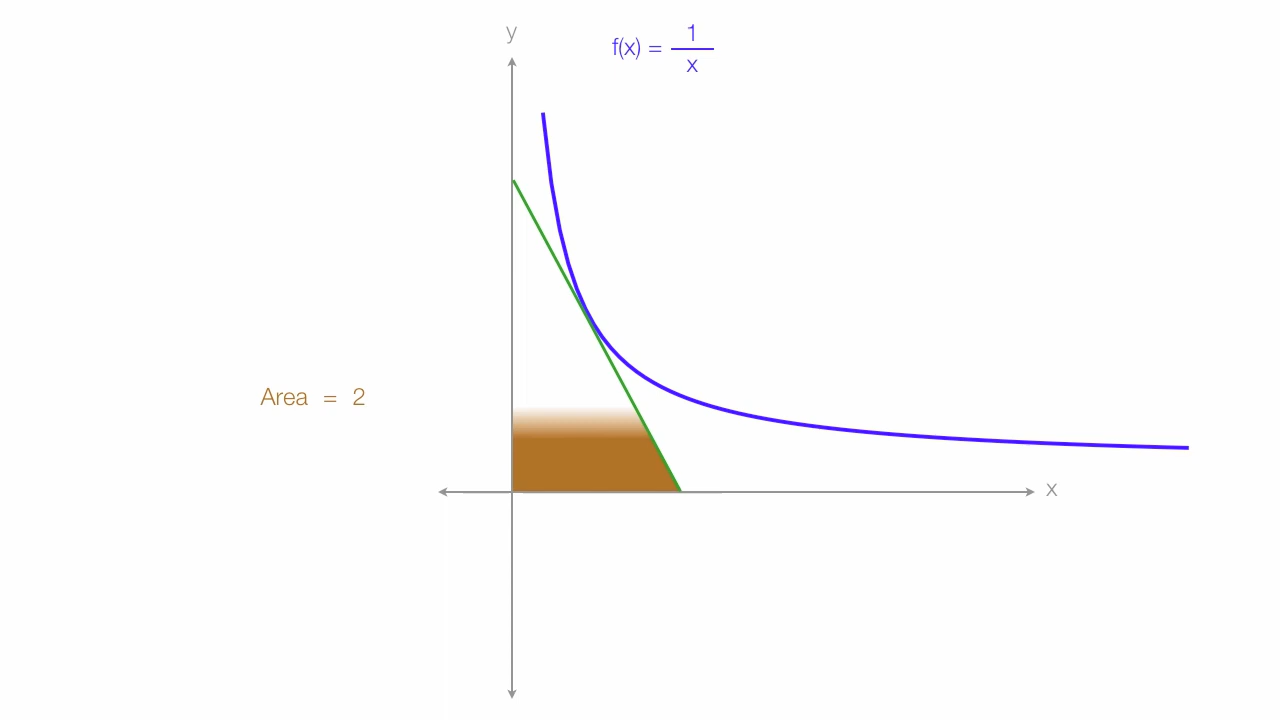 y
f(x) = 1
x
Area = 2
x